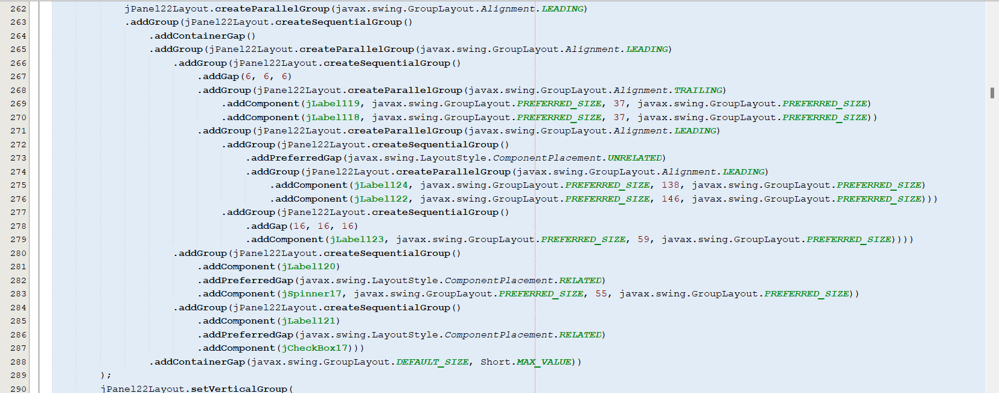 262 jPanel22Layout.createParallelGroup(javax.swing.GroupLayout.Alignment.LEADING)
263 .addGroup(jPanel22Layout.createSequentialGroup()
264 .addContainerGap()
265 .addGroup(jPanel22Layout.createParallelGroup(javax.swing.GroupLayout.Alignment.LEADING)
266 .addGroup(jPanel22Layout.createSequentialGroup()
267 .addGap(6, 6, 6)
268 .addGroup(jPanel22Layout.createParallelGroup(javax.swing.GroupLayout.Alignment.TRAILING)
269 .addComponent(jLabel119, javax.swing.GroupLayout.PREFERRED_SIZE, 37, javax.swing.GroupLayout.PREFERRED_SIZE)
270 .addComponent(jLabel118, javax.swing.GroupLayout.PREFERRED_SIZE, 37, javax.swing.GroupLayout.PREFERRED_SIZE))
271 .addGroup(jPanel22Layout.createParallelGroup(javax.swing.GroupLayout.Alignment.LEADING)
272 .addGroup(jPanel22Layout.createSequentialGroup()
273 .addPreferredGap(javax.swing.LayoutStyle.ComponentPlacement.UNRELATED)
274 .addGroup(jPanel22Layout.createParallelGroup(javax.swing.GroupLayout.Alignment.LEADING)
275 .addComponent(jLabel124, javax.swing.GroupLayout.PREFERRED_SIZE, 138, javax.swing.GroupLayout.PREFERRED_SIZE)
276 .addComponent(jLabel122, javax.swing.GroupLayout.PREFERRED_SIZE, 146, javax.swing.GroupLayout.PREFERRED_SIZE)))
277 .addGroup(jPanel22Layout.createSequentialGroup()
278 .addGap(16, 16, 16)
279 .addComponent(jLabel123, javax.swing.GroupLayout.PREFERRED_SIZE, 59, javax.swing.GroupLayout.PREFERRED_SIZE))))
280 .addGroup(jPanel22Layout.createSequentialGroup()
281 .addComponent(jLabel120)
282 .addPreferredGap(javax.swing.LayoutStyle.ComponentPlacement.RELATED)
283 .addComponent(jSpinner17, javax.swing.GroupLayout.PREFERRED_SIZE, 55, javax.swing.GroupLayout.PREFERRED_SIZE))
284 .addGroup(jPanel22Layout.createSequentialGroup()
285 .addComponent(jLabel121)
286 .addPreferredGap(javax.swing.LayoutStyle.ComponentPlacement.RELATED)
287 .addComponent(jCheckBox17)))
288 .addContainerGap(javax.swing.GroupLayout.DEFAULT_SIZE, Short.MAX_VALUE))
289 );
290 jPanel22Layout.setVerticalGroup(